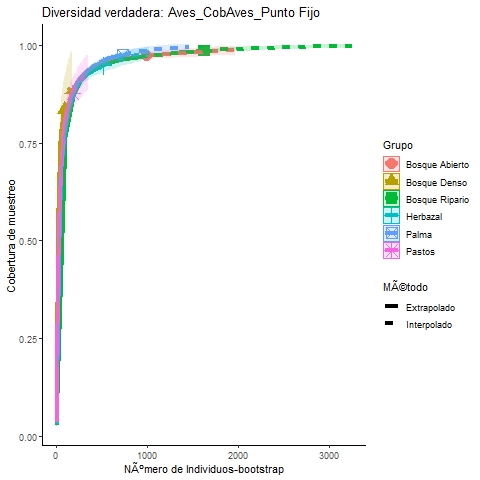 Diversidad verdadera: Aves_CobAves_Punto Fijo
1.00
0.75
0.50
0.25
0.00
Cobertura de muestreo
0
1000
2000
3000
NÃºmero de Individuos-bootstrap
Grupo
Bosque Abierto
Bosque Denso
Bosque Ripario
Herbazal
Palma
Pastos
MÃ©todo
Extrapolado
Interpolado